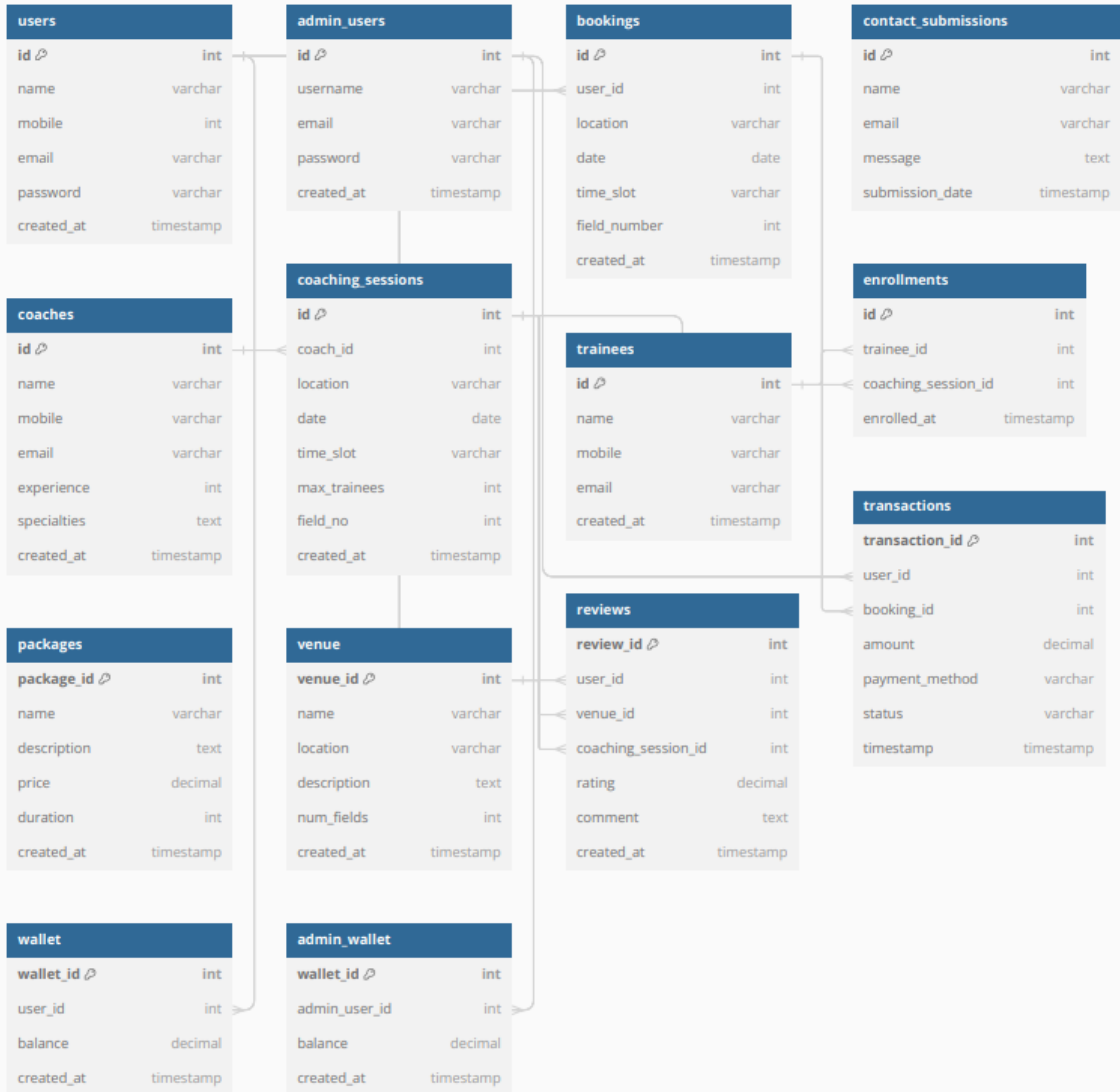 users
id int
name varchar
mobile int
email varchar
password varchar
created_at timestamp
admin_users
id int
username varchar
email varchar
password varchar
created_at timestamp
bookings
id int
user_id int
location varchar
date date
time_slot varchar
field_number int
created_at timestamp
contact_submissions
id int
name varchar
email varchar
message text
submission_date timestamp
coaches
id int
name varchar
mobile varchar
email varchar
experience int
specialties text
created_at timestamp
coaching_sessions
id int
coach_id int
location varchar
date date
time_slot varchar
max_trainees int
field_no int
created_at timestamp
trainees
id int
name varchar
mobile varchar
email varchar
created_at timestamp
enrollments
id int
trainee_id int
coaching_session_id int
enrolled_at timestamp
transactions
transaction_id int
user_id int
booking_id int
amount decimal
payment_method varchar
status varchar
timestamp timestamp
packages
package_id int
name varchar
description text
price decimal
duration int
created_at timestamp
venue
venue_id int
name varchar
location varchar
description text
num_fields int
created_at timestamp
reviews
review_id int
user_id int
venue_id int
coaching_session_id int
rating decimal
comment text
created_at timestamp
wallet
wallet_id int
user_id int
balance decimal
created_at timestamp
admin_wallet
wallet_id int
admin_user_id int
balance decimal
created_at timestamp